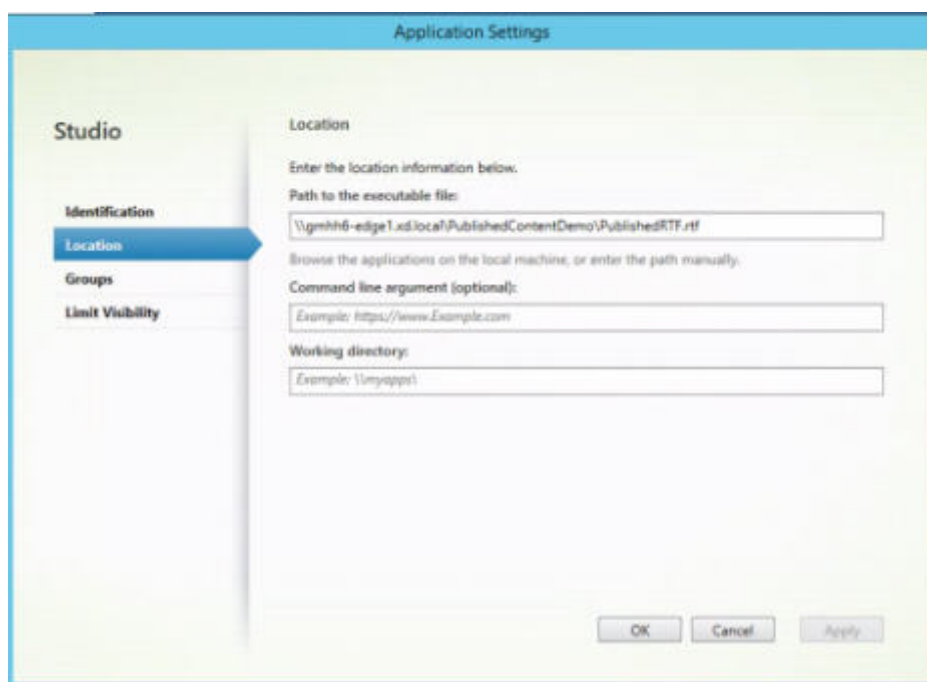 Application Settings
Studio
Identification
Location
Groups
Limit Visibility
Location
Enter the location information below.
Path to the executable file:
\\gmhh6-edge1.xd.local\PublishedContentDemo\PublishedRTF.rtf
Browse the applications on the local machine, or enter the path manually.
Command line argument (optional):
Example: https://www.Example.com
Working directory:
Example: \\myapps\
OK
Cancel
Apply